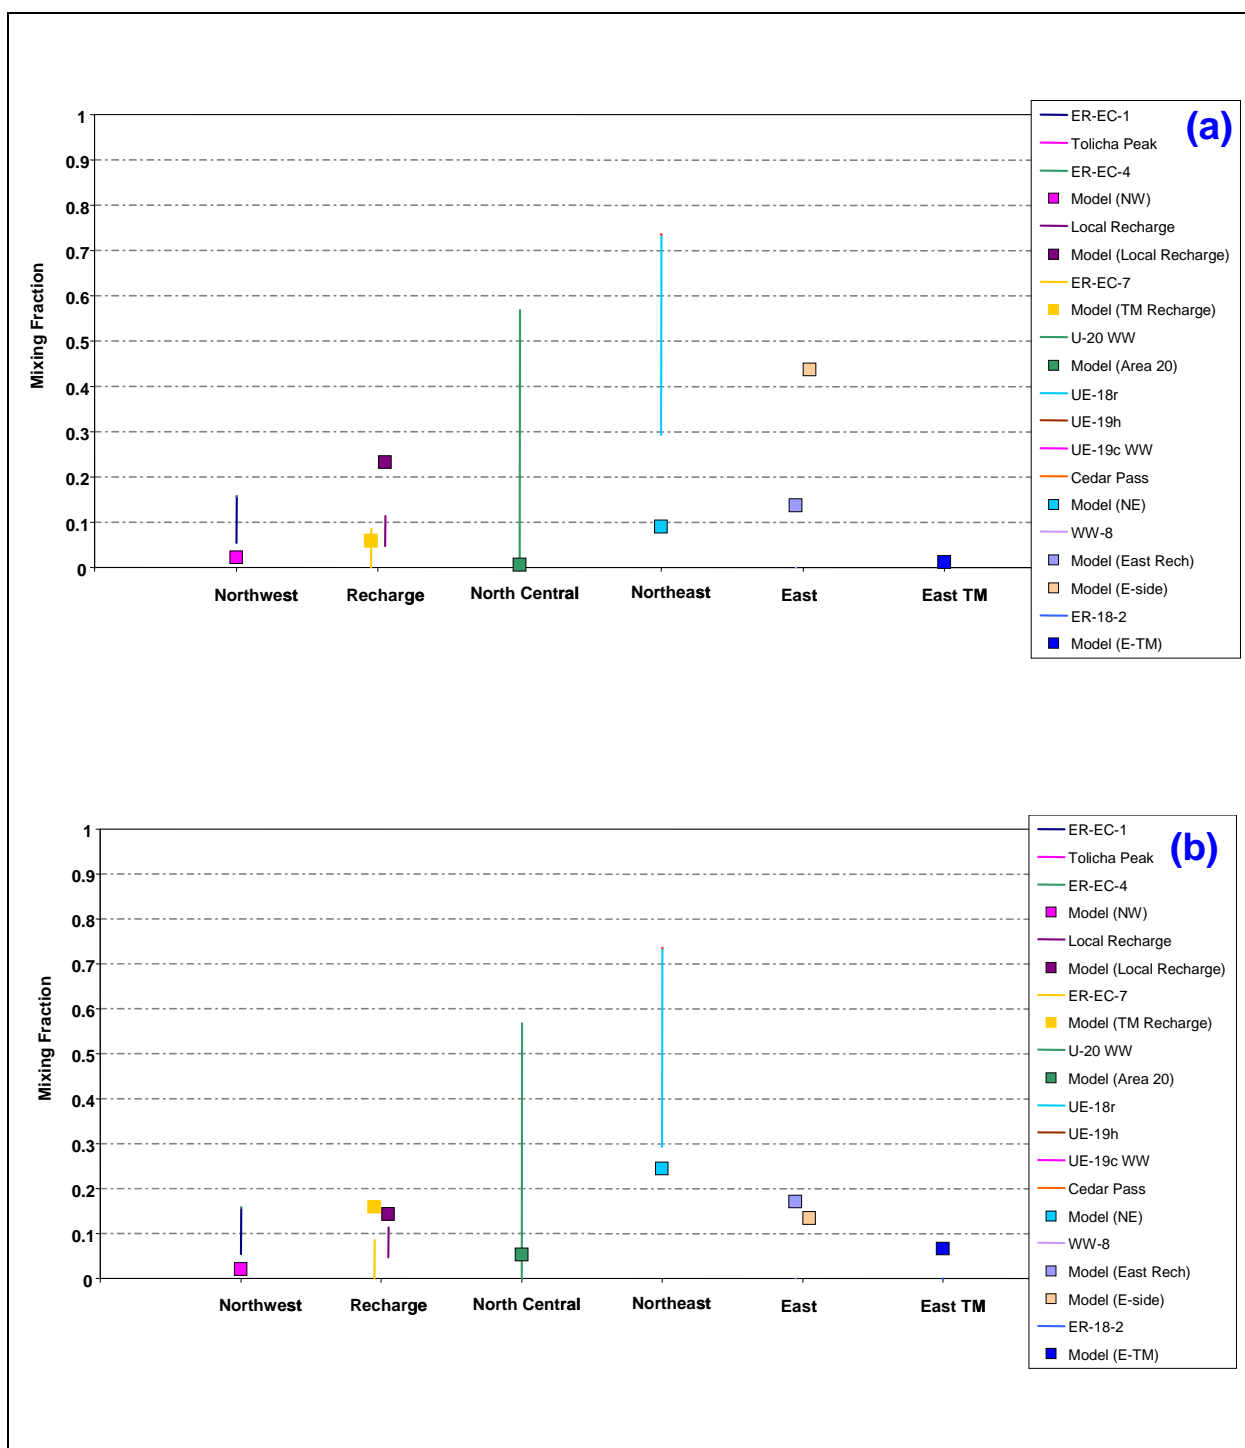 (a)
1
0.9
0.8
0.7
0.6
0.5
0.4
0.3
0.2
0.1
0
Mixing Fraction
Northwest Recharge North Central Northeast East East TM
ER-EC-1
Tolicha Peak
ER-EC-4
Model (NW)
Local Recharge
Model (Local Recharge)
ER-EC-7
Model (TM Recharge)
U-20 WW
Model (Area 20)
UE-18r
UE-19h
UE-19c WW
Cedar Pass
Model (NE)
WW-8
Model (East Rech)
Model (E-side)
ER-18-2
Model (E-TM)
(b)
1
0.9
0.8
0.7
0.6
0.5
0.4
0.3
0.2
0.1
0
Mixing Fraction
Northwest Recharge North Central Northeast East East TM
ER-EC-1
Tolicha Peak
ER-EC-4
Model (NW)
Local Recharge
Model (Local Recharge)
ER-EC-7
Model (TM Recharge)
U-20 WW
Model (Area 20)
UE-18r
UE-19h
UE-19c WW
Cedar Pass
Model (NE)
WW-8
Model (East Rech)
Model (E-side)
ER-18-2
Model (E-TM)